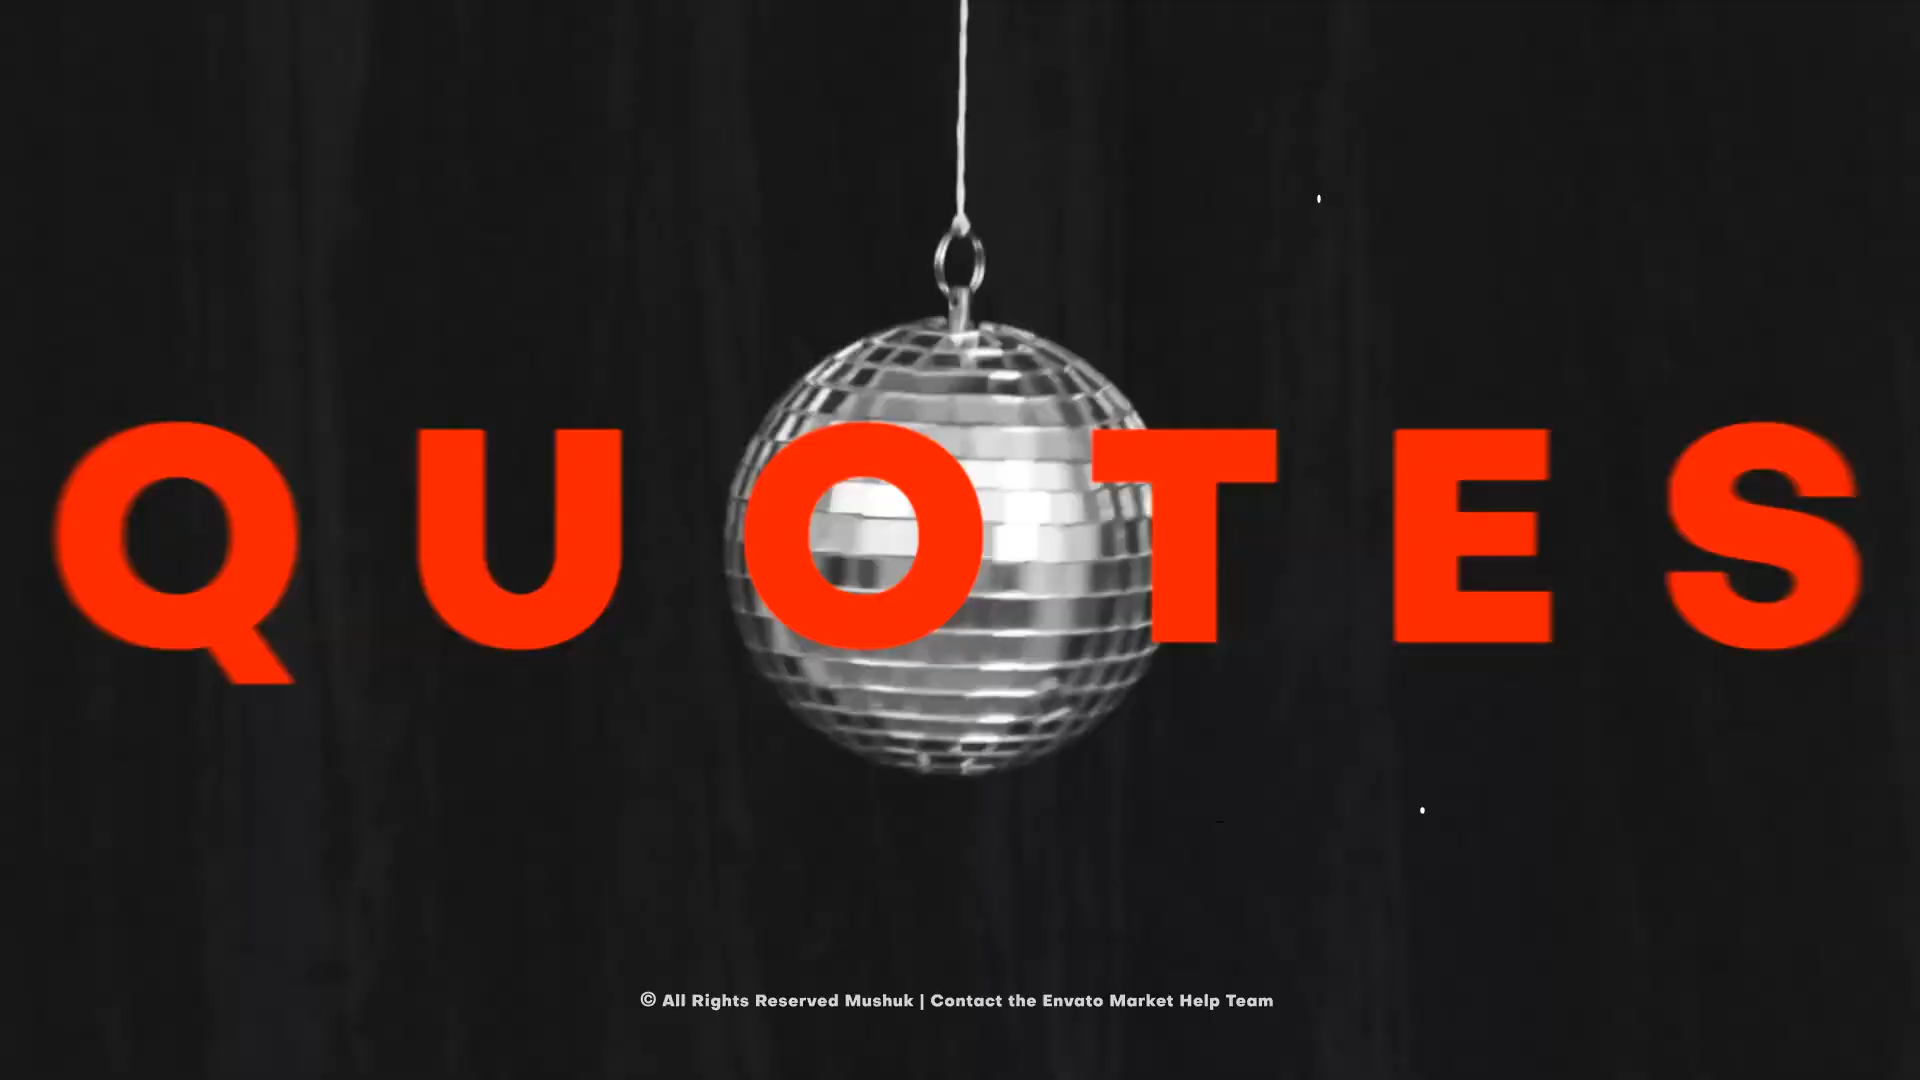 QUOTES
© All Rights Reserved Mushuk | Contact the Envato Market Help Team